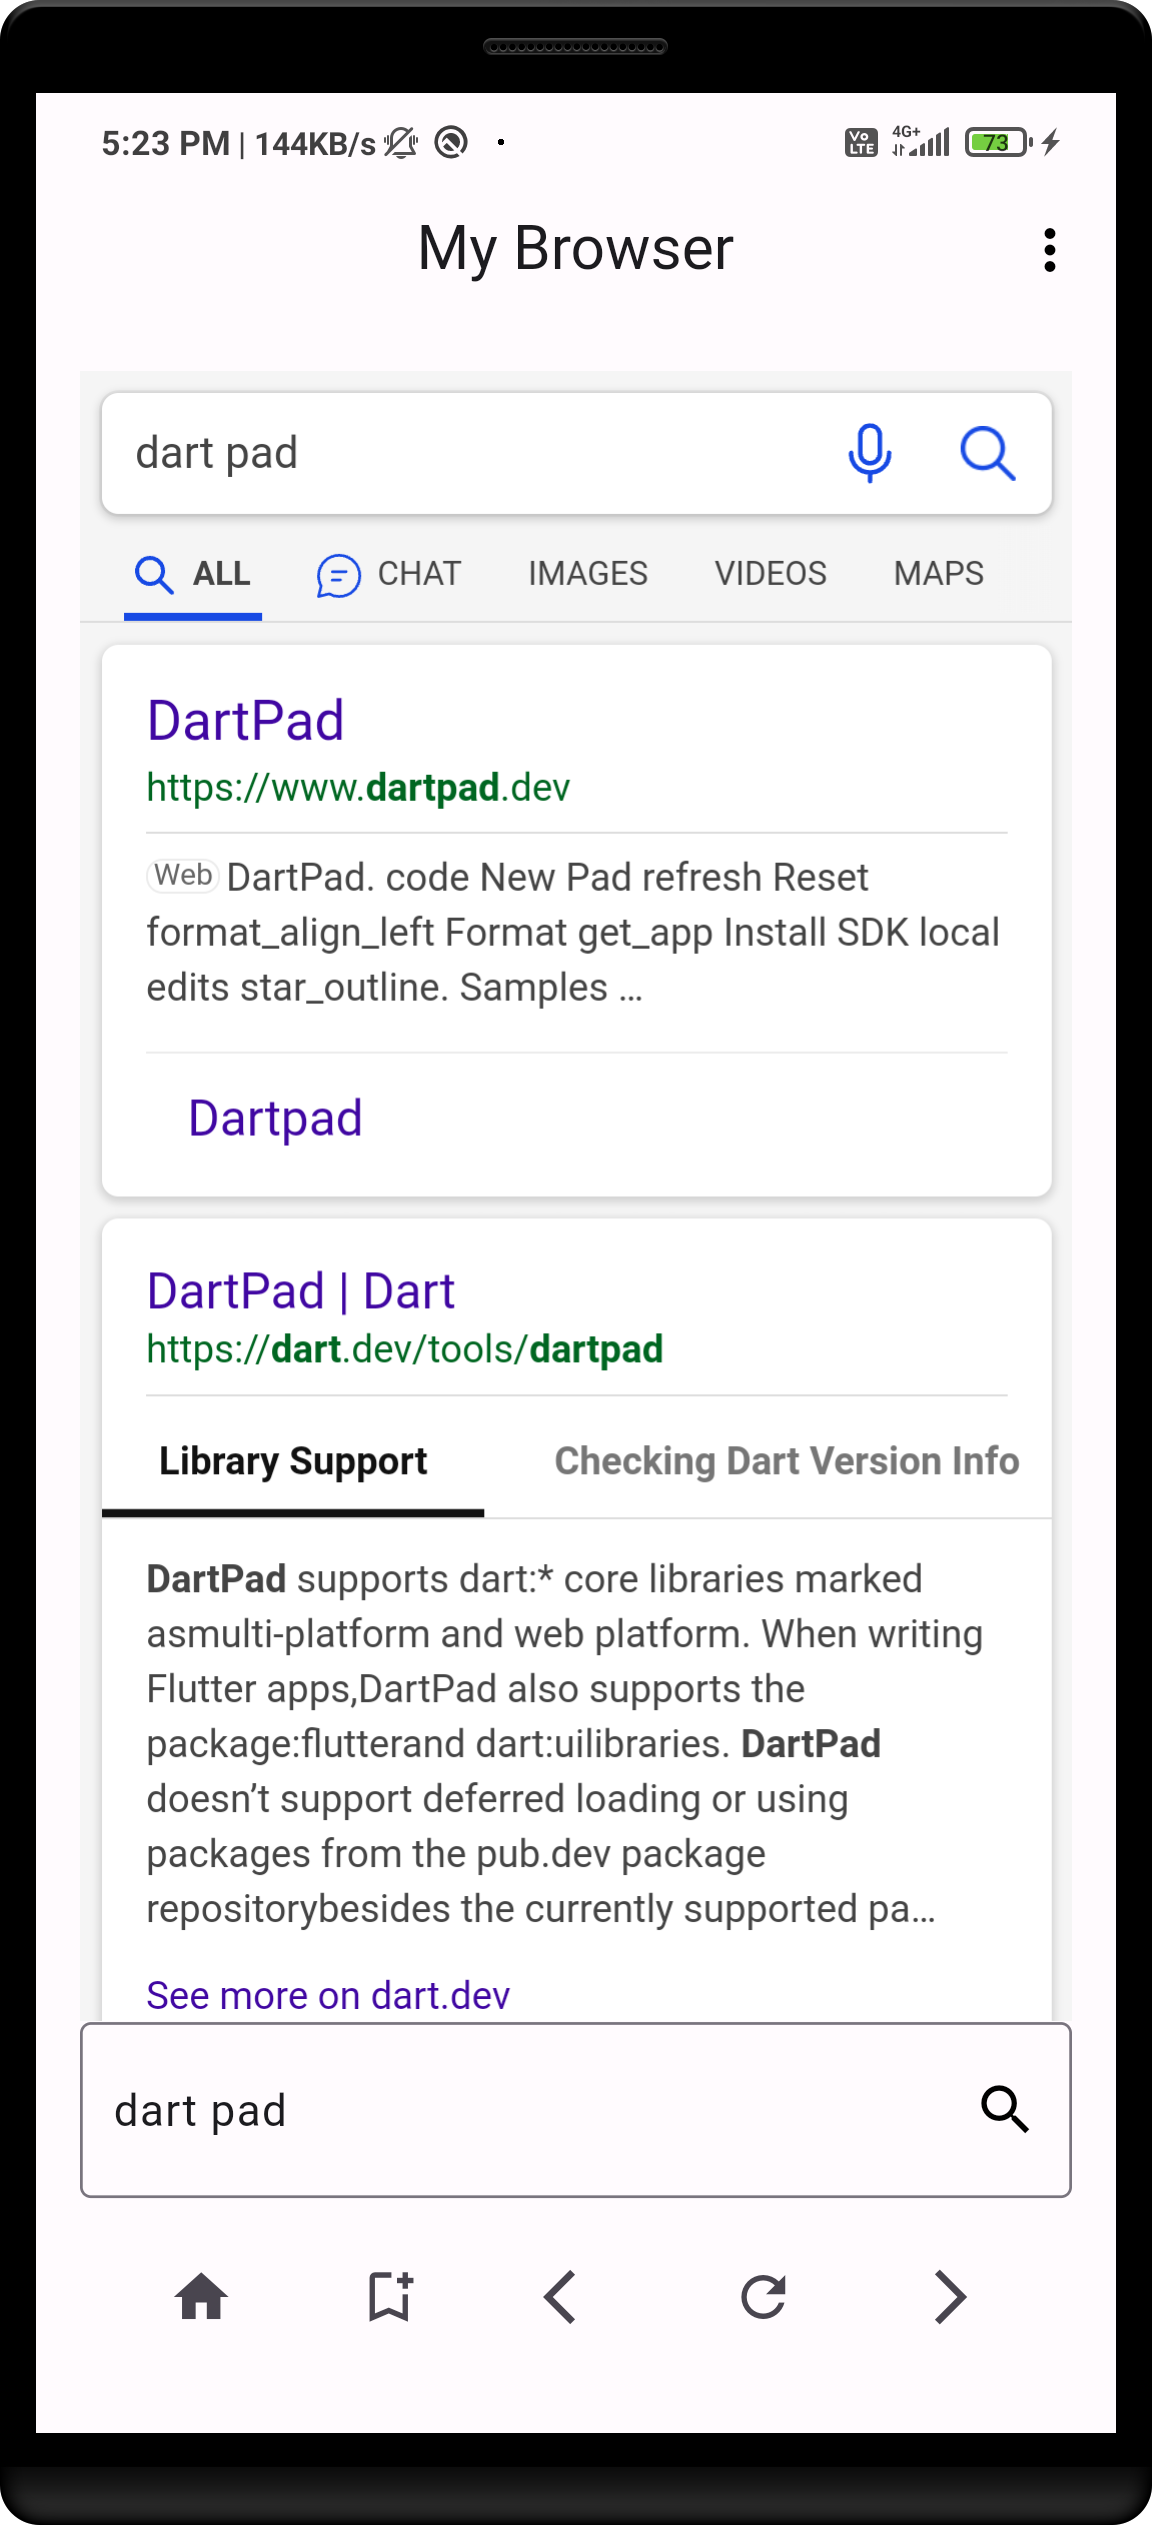 5:23 PM | 144KB/s
Vo LTE 4G+ 73
My Browser
dart pad
ALL CHAT IMAGES VIDEOS MAPS
DartPad
https://www.dartpad.dev
Web DartPad. code New Pad refresh Reset
format_align_left Format get_app Install SDK local
edits star_outline. Samples ...
Dartpad
DartPad | Dart
https://dart.dev/tools/dartpad
Library Support Checking Dart Version Info
DartPad supports dart:* core libraries marked
asmulti-platform and web platform. When writing
Flutter apps,DartPad also supports the
package:flutterand dart:uilibraries. DartPad
doesn’t support deferred loading or using
packages from the pub.dev package
repositorybesides the currently supported pa...
See more on dart.dev
dart pad